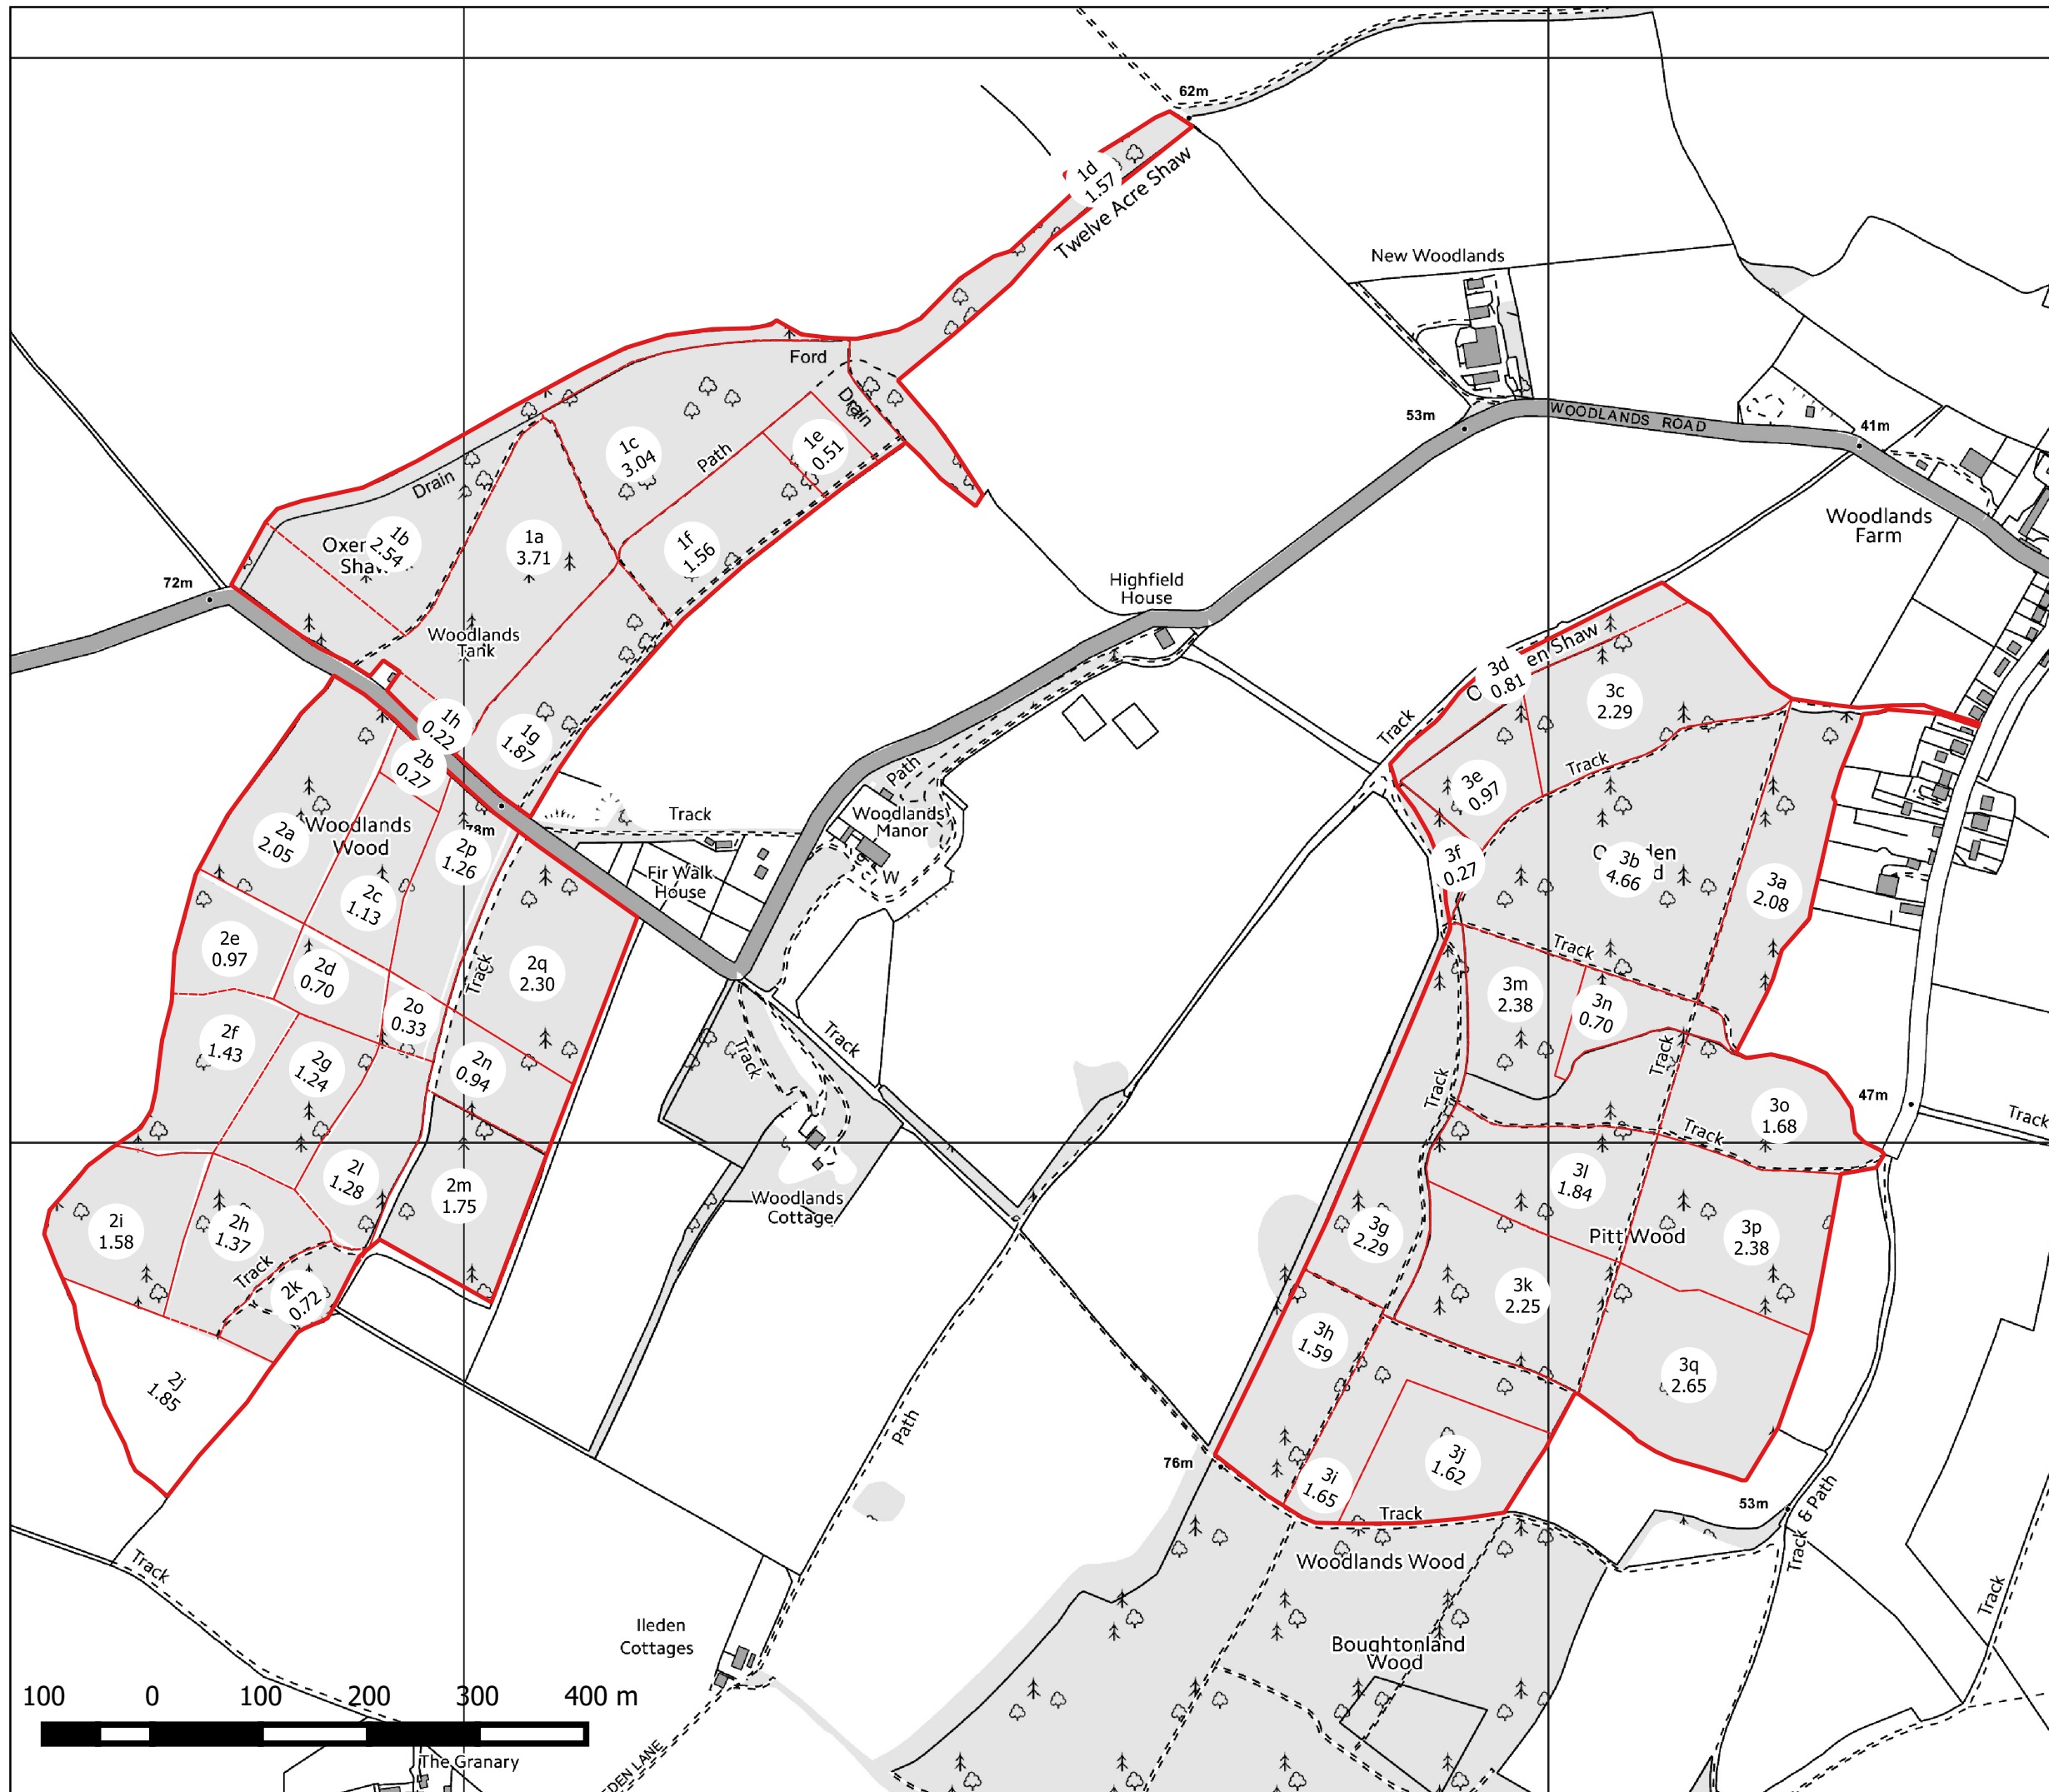 62m
1d
1.57
Twelve Acre Shaw
New Woodlands
Ford
Drain
53m
WOODLANDS ROAD
41m
1c
3.04
Path
1e
0.51
Drain
Woodlands
Farm
1b
2.54
1a
3.71
1f
1.56
72m
Highfield
House
Woodlands
Tank
en Shaw
3d
0.81
3c
2.29
1h
0.22
1g
1.87
Track
2b
0.27
Path
Track
3e
0.97
78m
Track
Woodlands
Manor
2a
2.05
Woodlands
Wood
2p
1.26
W
Fir Walk
House
3f
0.27
3b
4.66
3a
2.08
2c
1.13
2e
0.97
2d
0.70
Track
2q
2.30
Track
3m
2.38
3n
0.70
2o
0.33
2f
1.43
2g
1.24
2n
0.94
Track
Track
Track
Track
47m
3o
1.68
Track
Track
2l
1.28
2m
1.75
3l
1.84
Woodlands
Cottage
2i
1.58
2h
1.37
3g
2.29
Pitt Wood
3p
2.38
Track
2k
0.72
3k
2.25
3h
1.59
2j
1.85
3q
2.65
Path
76m
3j
1.62
3i
1.65
Track
53m
Track & Path
Woodlands Wood
Track
Track
Ileden
Cottages
Boughtonland
Wood
100 0 100 200 300 400 m
The Granary